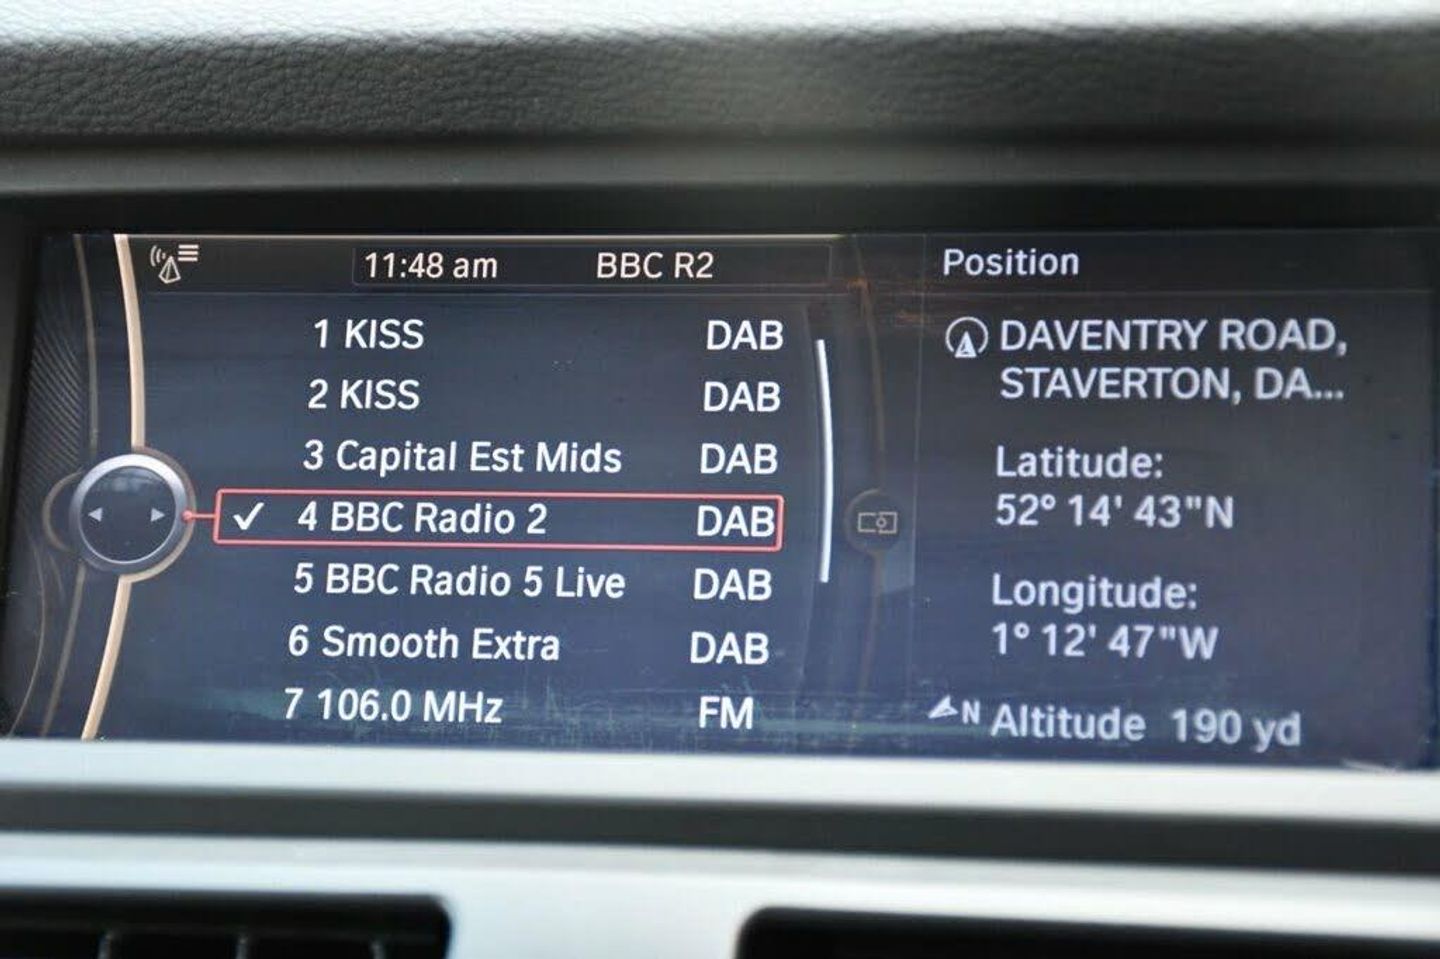 11:48 am BBC R2
1 KISS DAB
2 KISS DAB
3 Capital Est Mids DAB
✓ 4 BBC Radio 2 DAB
5 BBC Radio 5 Live DAB
6 Smooth Extra DAB
7 106.0 MHz FM
Position
DAVENTRY ROAD,
STAVERTON, DA...
Latitude:
52° 14' 43"N
Longitude:
1° 12' 47"W
N Altitude 190 yd